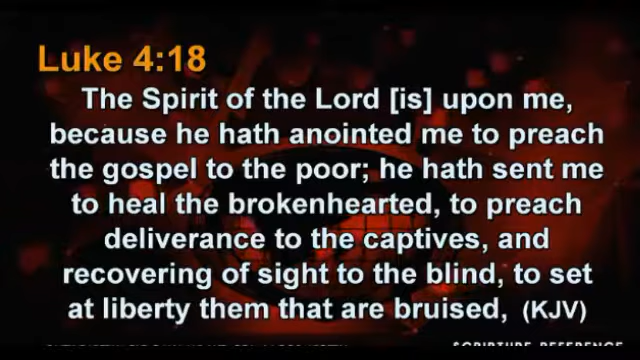 Luke 4:18
The Spirit of the Lord [is] upon me,
because he hath anointed me to preach
the gospel to the poor; he hath sent me
to heal the brokenhearted, to preach
deliverance to the captives, and
recovering of sight to the blind, to set
at liberty them that are bruised, (KJV)
SCRIPTURE REFERENCE